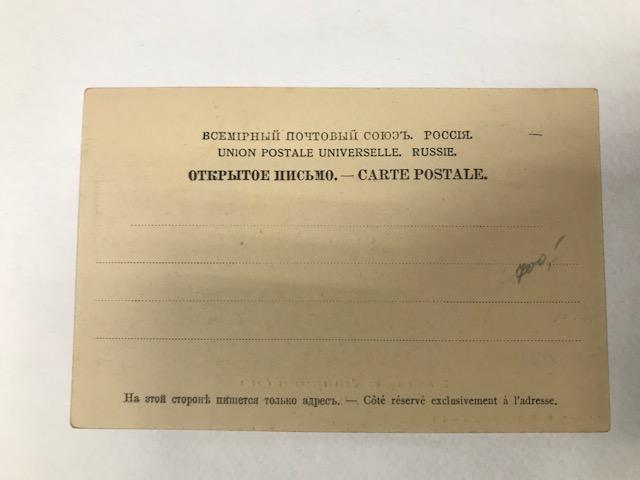 ВСЕМІРНЫЙ ПОЧТОВЫЙ СОЮЗЪ. РОССІЯ.
UNION POSTALE UNIVERSELLE. RUSSIE.
ОТКРЫТОЕ ПИСЬМО. — CARTE POSTALE.
На этой сторонѣ пишется только адресъ. — Côté réservé exclusivement à l'adresse.